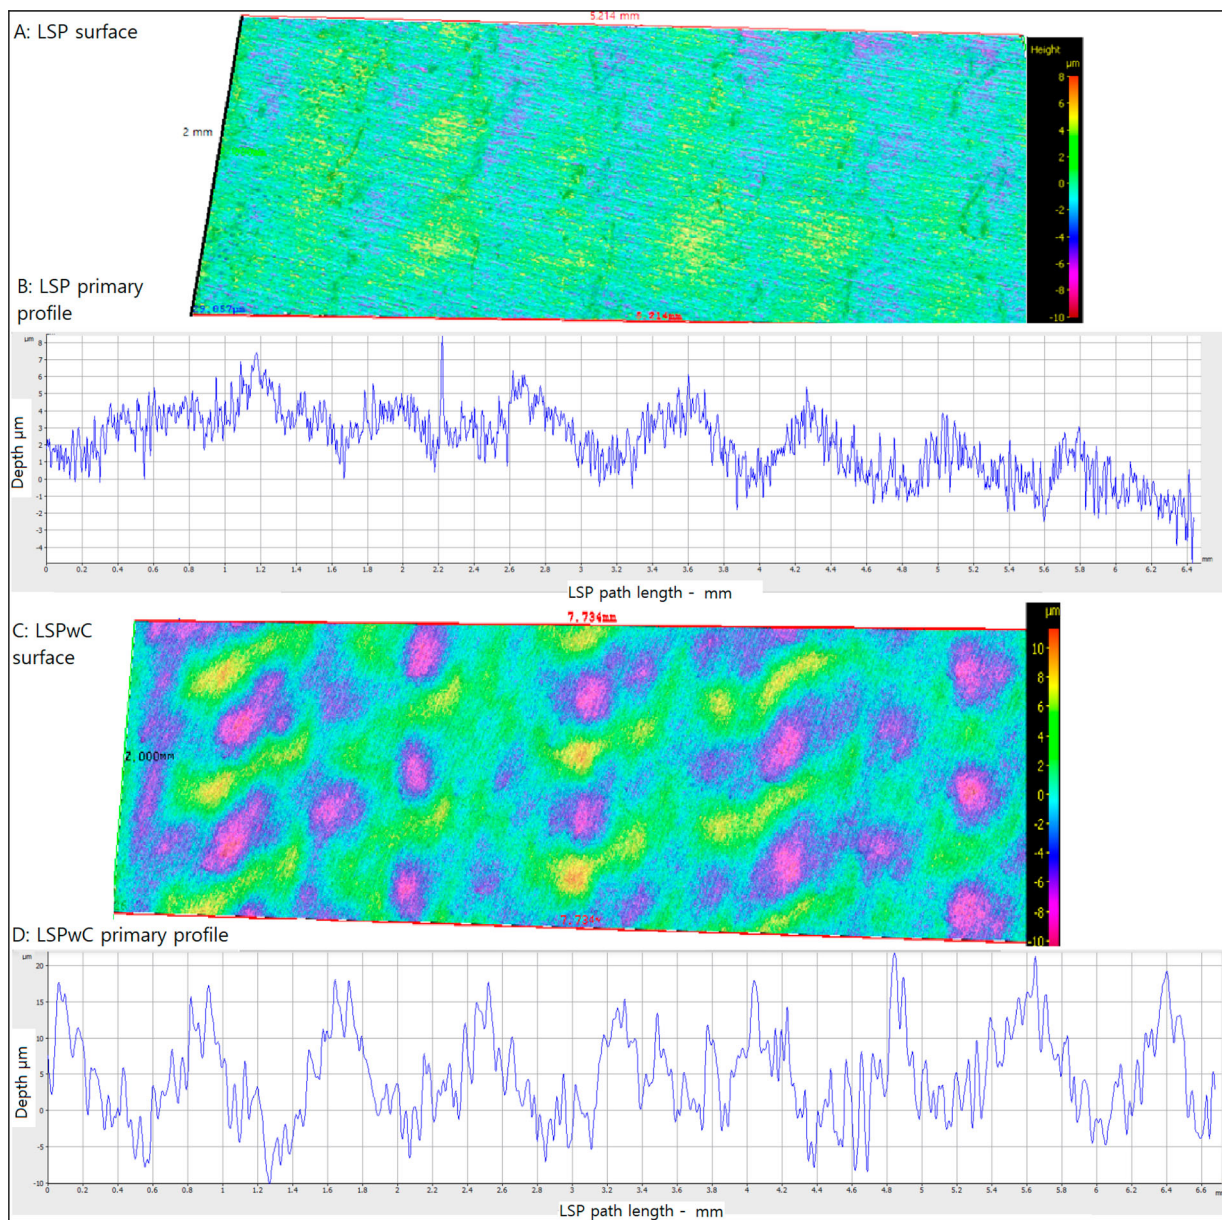 A: LSP surface
5.214 mm
Height
µm
8
6
4
2
0
-2
-4
-6
-8
-10
2 mm
B: LSP primary
profile
µm
8
7
6
5
4
3
2
1
0
-1
-2
-3
-4
Depth µm
0 0.2 0.4 0.6 0.8 1 1.2 1.4 1.6 1.8 2 2.2 2.4 2.6 2.8 3 3.2 3.4 3.6 3.8 4 4.2 4.4 4.6 4.8 5 5.2 5.4 5.6 5.8 6 6.2 6.4 mm
LSP path length - mm
C: LSPwC
surface
7.734mm
µm
10
8
6
4
2
0
-2
-4
-6
-8
-10
2.000mm
D: LSPwC primary profile
µm
20
15
10
5
0
-5
-10
Depth µm
0 0.2 0.4 0.6 0.8 1 1.2 1.4 1.6 1.8 2 2.2 2.4 2.6 2.8 3 3.2 3.4 3.6 3.8 4 4.2 4.4 4.6 4.8 5 5.2 5.4 5.6 5.8 6 6.2 6.4 6.6
LSP path length - mm